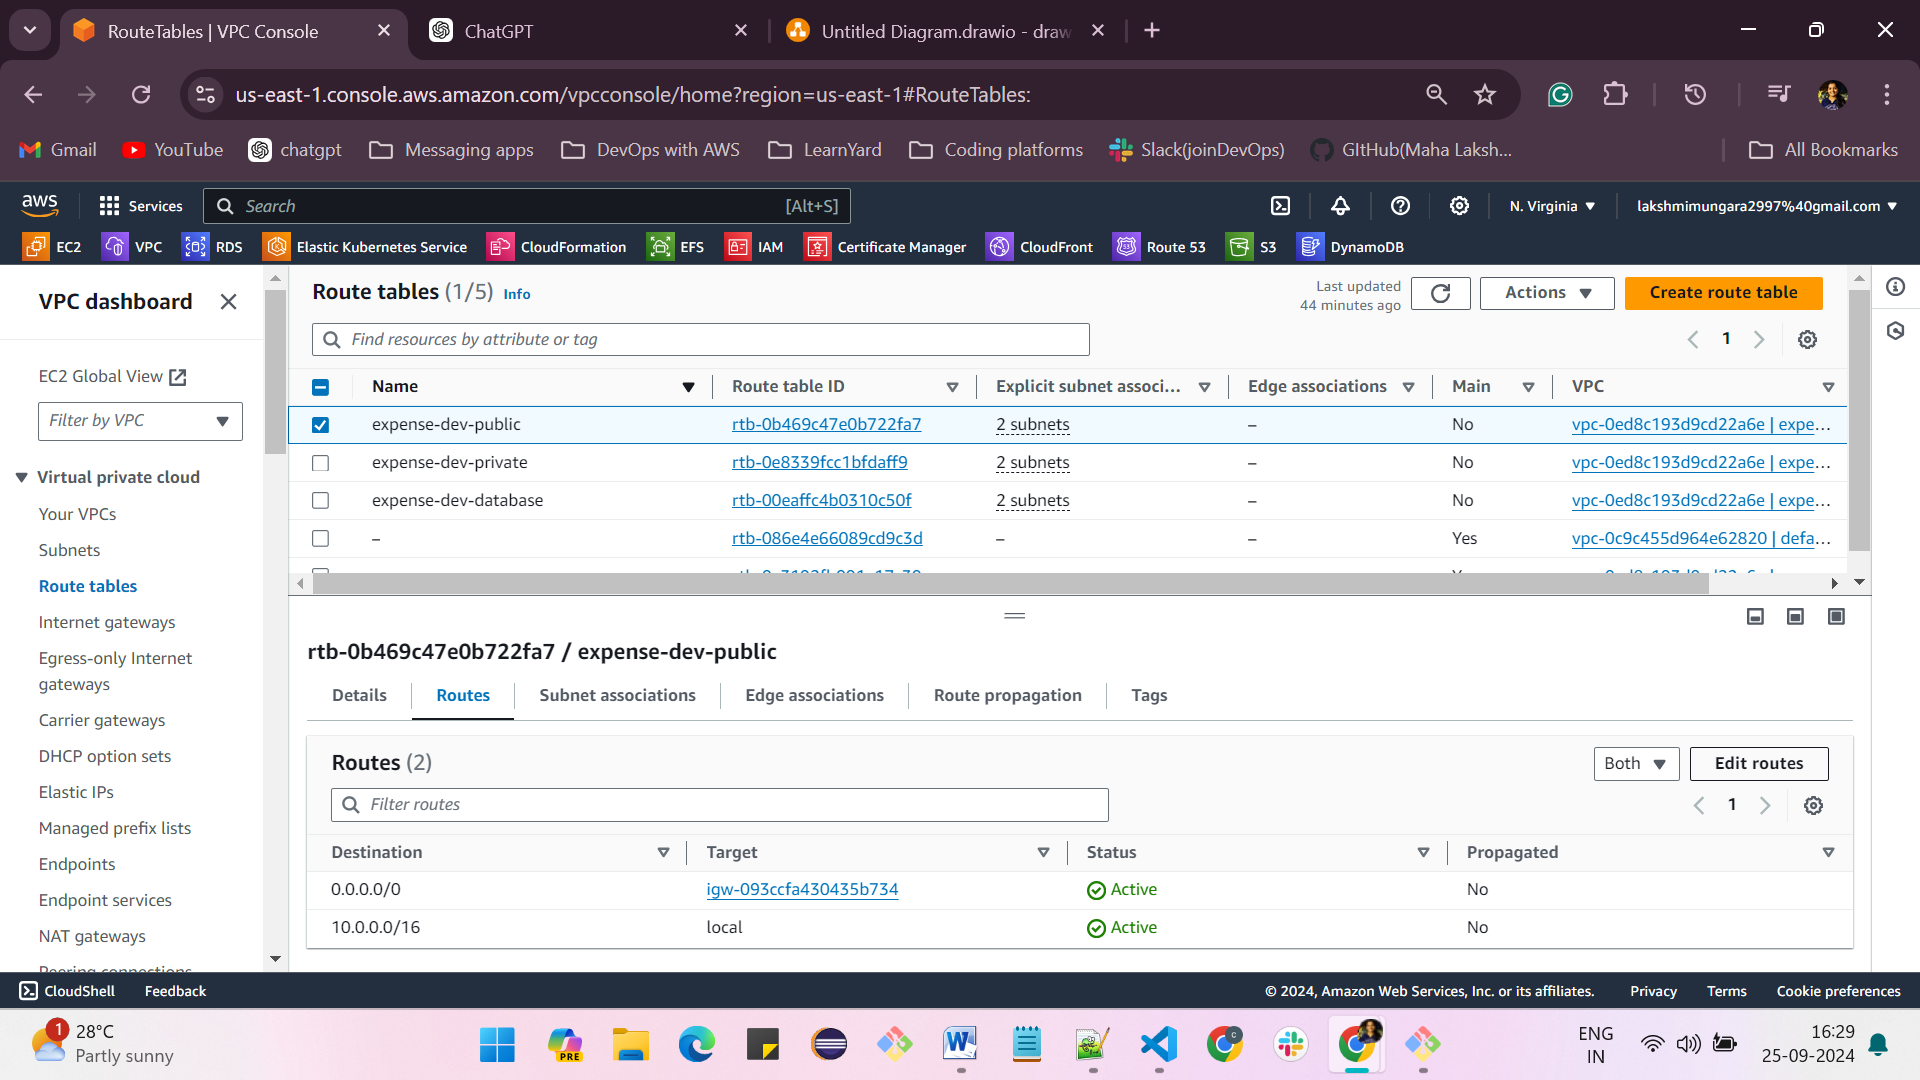 RouteTables | VPC Console
ChatGPT
Untitled Diagram.drawio - draw
us-east-1.console.aws.amazon.com/vpcconsole/home?region=us-east-1#RouteTables:
Gmail YouTube chatgpt Messaging apps DevOps with AWS LearnYard Coding platforms Slack(joinDevOps) GItHub(Maha Laksh... All Bookmarks
aws Services Search [Alt+S] N. Virginia lakshmimungara2997%40gmail.com
EC2 VPC RDS Elastic Kubernetes Service CloudFormation EFS IAM Certificate Manager CloudFront Route 53 S3 DynamoDB
VPC dashboard
EC2 Global View
Filter by VPC
Virtual private cloud
Your VPCs
Subnets
Route tables
Internet gateways
Egress-only Internet
gateways
Carrier gateways
DHCP option sets
Elastic IPs
Managed prefix lists
Endpoints
Endpoint services
NAT gateways
Peering connections
Route tables (1/5) Info
Last updated
44 minutes ago
Actions
Create route table
Find resources by attribute or tag
1
Name Route table ID Explicit subnet associ... Edge associations Main VPC
expense-dev-public rtb-0b469c47e0b722fa7 2 subnets – No vpc-0ed8c193d9cd22a6e | expe...
expense-dev-private rtb-0e8339fcc1bfdaff9 2 subnets – No vpc-0ed8c193d9cd22a6e | expe...
expense-dev-database rtb-00eaffc4b0310c50f 2 subnets – No vpc-0ed8c193d9cd22a6e | expe...
– rtb-086e4e66089cd9c3d – – Yes vpc-0c9c455d964e62820 | defa...
rtb-0b469c47e0b722fa7 / expense-dev-public
Details Routes Subnet associations Edge associations Route propagation Tags
Routes (2)
Both
Edit routes
Filter routes
1
Destination Target Status Propagated
0.0.0.0/0 igw-093ccfa430435b734 Active No
10.0.0.0/16 local Active No
CloudShell Feedback © 2024, Amazon Web Services, Inc. or its affiliates. Privacy Terms Cookie preferences
1
28°C
Partly sunny
PRE
ENG
IN
16:29
25-09-2024